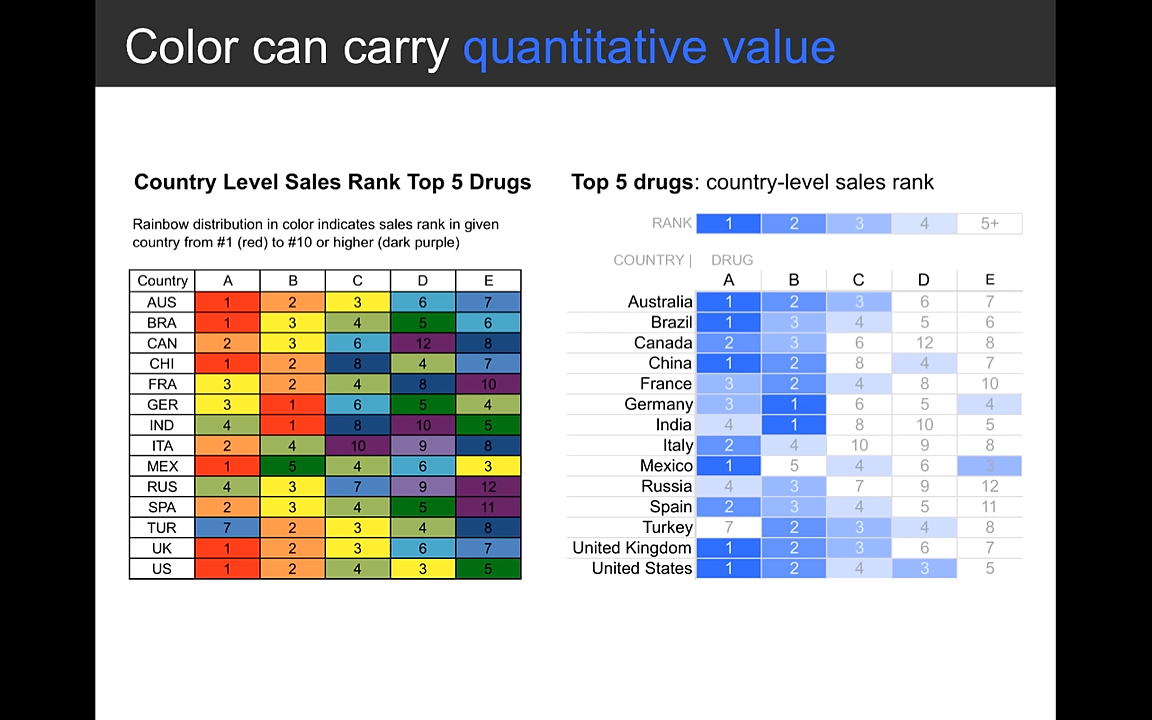 Color can carry quantitative value
Country Level Sales Rank Top 5 Drugs
Rainbow distribution in color indicates sales rank in given
country from #1 (red) to #10 or higher (dark purple)
Country A B C D E
AUS 1 2 3 6 7
BRA 1 3 4 5 6
CAN 2 3 6 12 8
CHI 1 2 8 4 7
FRA 3 2 4 8 10
GER 3 1 6 5 4
IND 4 1 8 10 5
ITA 2 4 10 9 8
MEX 1 5 4 6 3
RUS 4 3 7 9 12
SPA 2 3 4 5 11
TUR 7 2 3 4 8
UK 1 2 3 6 7
US 1 2 4 3 5
Top 5 drugs: country-level sales rank
RANK 1 2 3 4 5+
COUNTRY | DRUG
A B C D E
Australia 1 2 3 6 7
Brazil 1 3 4 5 6
Canada 2 3 6 12 8
China 1 2 8 4 7
France 3 2 4 8 10
Germany 3 1 6 5 4
India 4 1 8 10 5
Italy 2 4 10 9 8
Mexico 1 5 4 6 3
Russia 4 3 7 9 12
Spain 2 3 4 5 11
Turkey 7 2 3 4 8
United Kingdom 1 2 3 6 7
United States 1 2 4 3 5